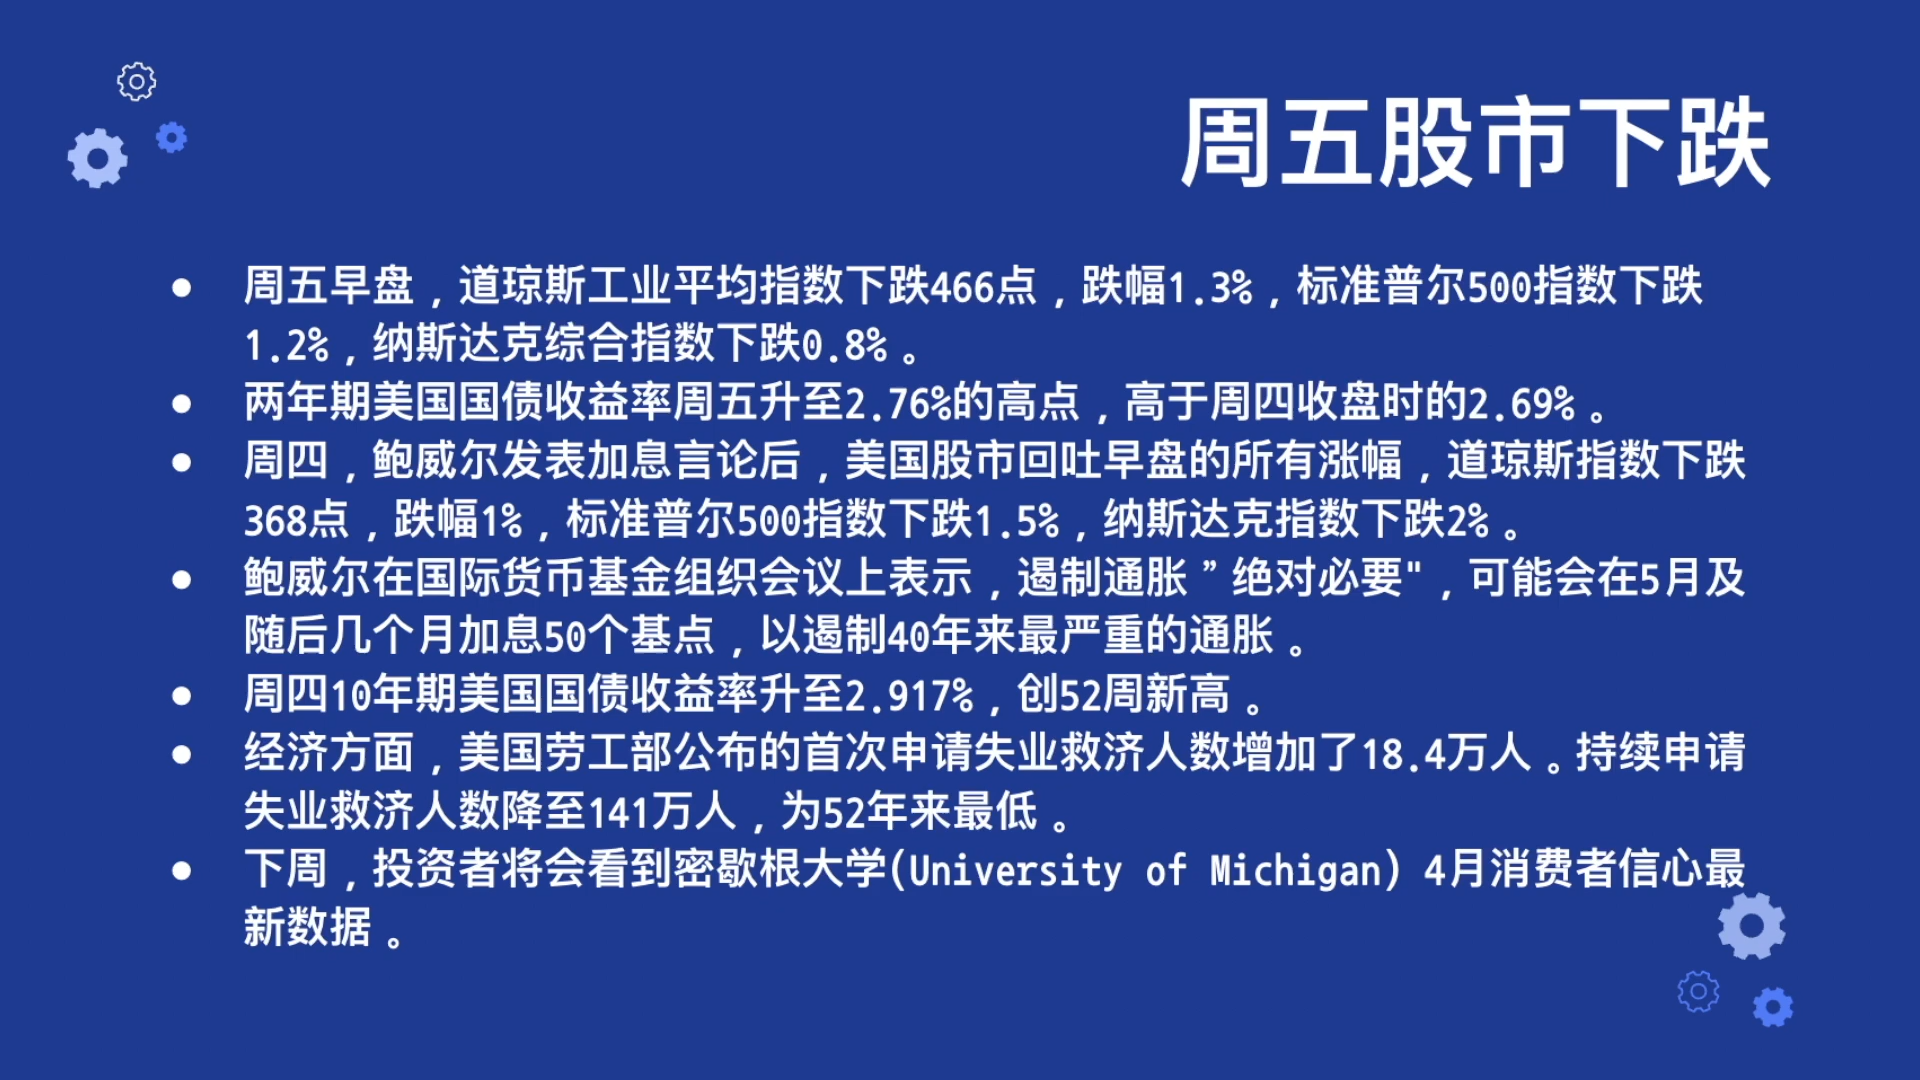 周五股市下跌
周五早盘，道琼斯工业平均指数下跌466点，跌幅1.3%，标准普尔500指数下跌
1.2%，纳斯达克综合指数下跌0.8%。
两年期美国国债收益率周五升至2.76%的高点，高于周四收盘时的2.69%。
周四，鲍威尔发表加息言论后，美国股市回吐早盘的所有涨幅，道琼斯指数下跌
368点，跌幅1%，标准普尔500指数下跌1.5%，纳斯达克指数下跌2%。
鲍威尔在国际货币基金组织会议上表示，遏制通胀”绝对必要"，可能会在5月及
随后几个月加息50个基点，以遏制40年来最严重的通胀。
周四10年期美国国债收益率升至2.917%，创52周新高。
经济方面，美国劳工部公布的首次申请失业救济人数增加了18.4万人。持续申请
失业救济人数降至141万人，为52年来最低。
下周，投资者将会看到密歇根大学(University of Michigan) 4月消费者信心最
新数据。